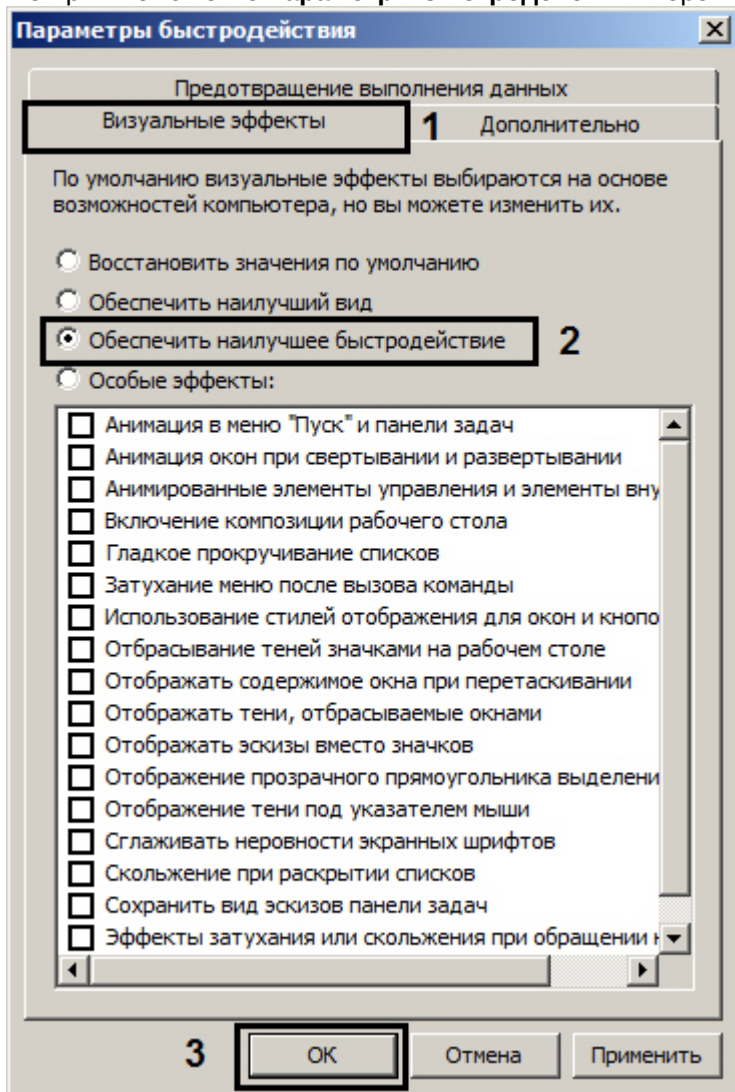 Параметры быстродействия
Предотвращение выполнения данных
Визуальные эффекты 1 Дополнительно
По умолчанию визуальные эффекты выбираются на основе
возможностей компьютера, но вы можете изменить их.
Восстановить значения по умолчанию
Обеспечить наилучший вид
Обеспечить наилучшее быстродействие 2
Особые эффекты:
Анимация в меню "Пуск" и панели задач
Анимация окон при свертывании и развертывании
Анимированные элементы управления и элементы вну
Включение композиции рабочего стола
Гладкое прокручивание списков
Затухание меню после вызова команды
Использование стилей отображения для окон и кнопо
Отбрасывание теней значками на рабочем столе
Отображать содержимое окна при перетаскивании
Отображать тени, отбрасываемые окнами
Отображать эскизы вместо значков
Отображение прозрачного прямоугольника выделени
Отображение тени под указателем мыши
Сглаживать неровности экранных шрифтов
Скольжение при раскрытии списков
Сохранить вид эскизов панели задач
Эффекты затухания или скольжения при обращении
3 ОК Отмена Применить